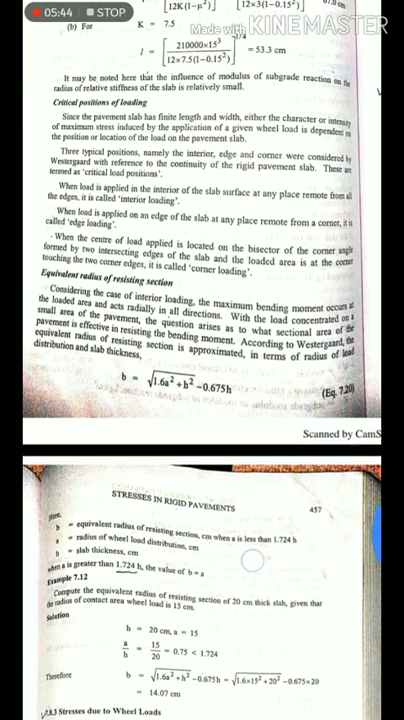 [12K(1−μ²)] [12×3(1−0.15²)] 67.0 cm
05:44 STOP
(b) For K = 7.5
Made with KINEMASTER
l = [210000×15³ / 12×7.5(1−0.15²)]^1/4 = 53.3 cm
It may be noted here that the influence of modulus of subgrade reaction on the
radius of relative stiffness of the slab is relatively small.
Critical positions of loading
Since the pavement slab has finite length and width, either the character or intensity
of maximum stress induced by the application of a given wheel load is dependent on
the position or location of the load on the pavement slab.
Three typical positions, namely the interior, edge and corner were considered by
Westergaard with reference to the continuity of the rigid pavement slab. These are
termed as 'critical load positions'.
When load is applied in the interior of the slab surface at any place remote from all
the edges, it is called 'interior loading'.
When load is applied on an edge of the slab at any place remote from a corner, it is
called 'edge loading'.
When the centre of load applied is located on the bisector of the corner angle
formed by two intersecting edges of the slab and the loaded area is at the corner
touching the two corner edges, it is called 'corner loading'.
Equivalent radius of resisting section
Considering the case of interior loading, the maximum bending moment occurs at
the loaded area and acts radially in all directions. With the load concentrated on a
small area of the pavement, the question arises as to what sectional area of the
pavement is effective in resisting the bending moment. According to Westergaard, the
equivalent radius of resisting section is approximated, in terms of radius of load
distribution and slab thickness,
b = √1.6a² + h² − 0.675h (Eq. 7.20)
Scanned by CamS
STRESSES IN RIGID PAVEMENTS 457
Here,
b = equivalent radius of resisting section, cm when a is less than 1.724 h
a = radius of wheel load distribution, cm
h = slab thickness, cm
when a is greater than 1.724 h, the value of b = a
Example 7.12
Compute the equivalent radius of resisting section of 20 cm thick slab, given that
the radius of contact area wheel load is 15 cm.
Solution
h = 20 cm, a = 15
a/h = 15/20 = 0.75 < 1.724
Therefore b = √1.6a² + h² − 0.675h = √1.6×15² + 20² − 0.675×20
= 14.07 cm
7.8.3 Stresses due to Wheel Loads